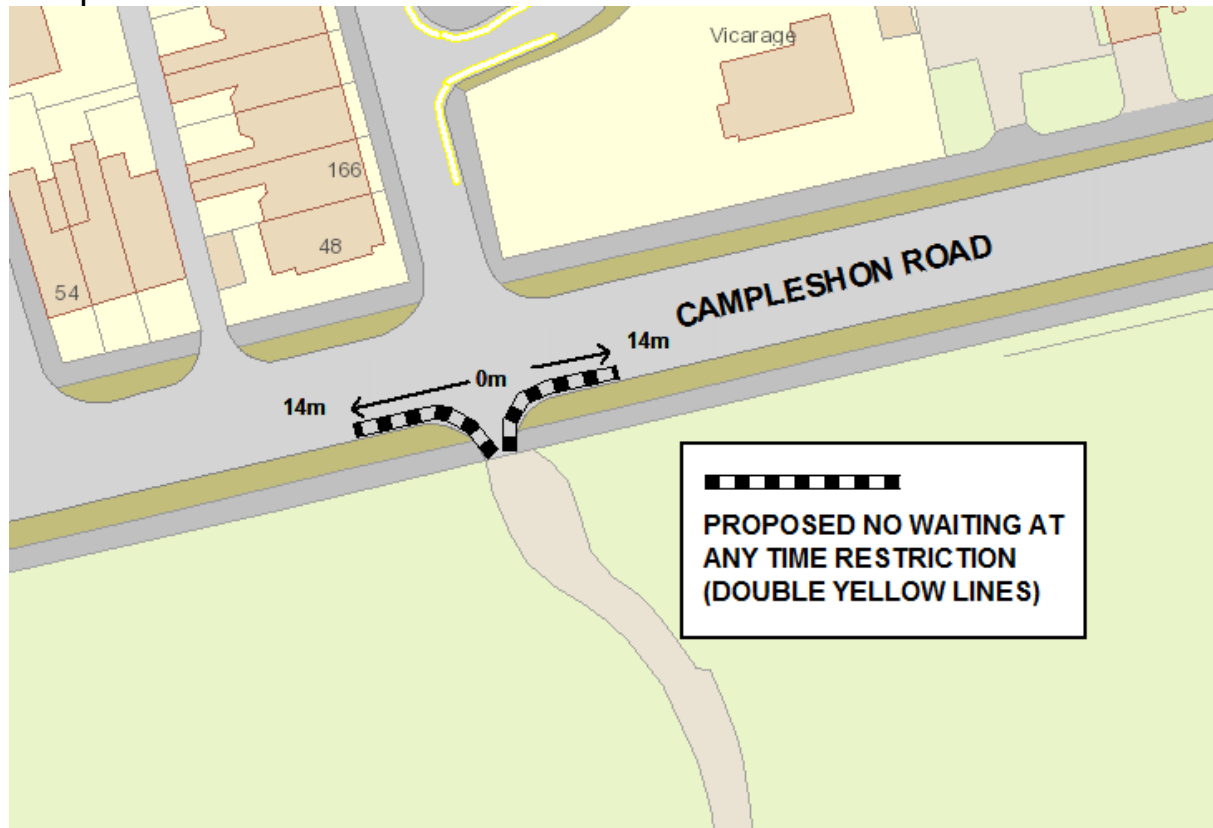 Vicarage
166
48
54
CAMPLESHON ROAD
14m
0m
14m
PROPOSED NO WAITING AT
ANY TIME RESTRICTION
(DOUBLE YELLOW LINES)